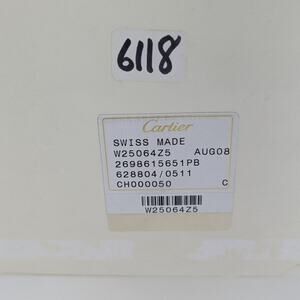 6118
Cartier
SWISS MADE
W25064Z5 AUG08
2698615651PB
628804/0511
CH000050 C
W25064Z5